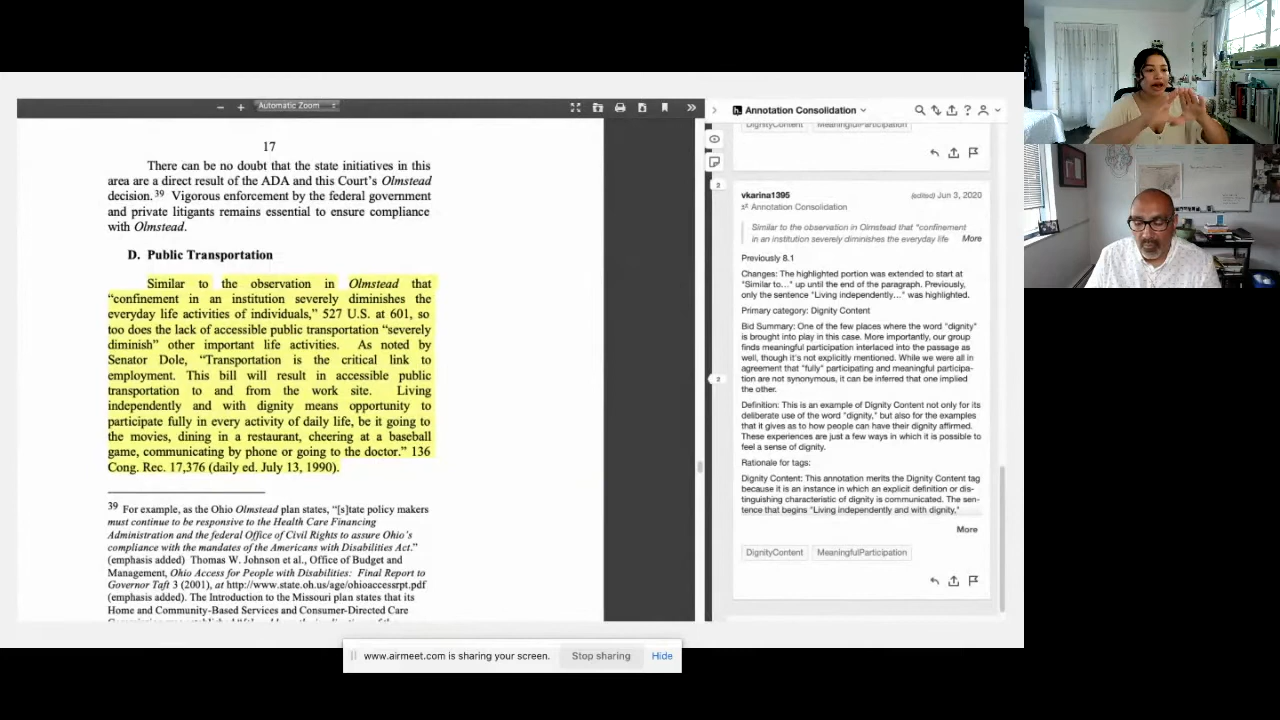 Automatic Zoom
17
There can be no doubt that the state initiatives in this
area are a direct result of the ADA and this Court's Olmstead
decision.39 Vigorous enforcement by the federal government
and private litigants remains essential to ensure compliance
with Olmstead.
D. Public Transportation
Similar to the observation in Olmstead that
"confinement in an institution severely diminishes the
everyday life activities of individuals," 527 U.S. at 601, so
too does the lack of accessible public transportation "severely
diminish" other important life activities. As noted by
Senator Dole, "Transportation is the critical link to
employment. This bill will result in accessible public
transportation to and from the work site. Living
independently and with dignity means opportunity to
participate fully in every activity of daily life, be it going to
the movies, dining in a restaurant, cheering at a baseball
game, communicating by phone or going to the doctor." 136
Cong. Rec. 17,376 (daily ed. July 13, 1990).
39 For example, as the Ohio Olmstead plan states, "[s]tate policy makers
must continue to be responsive to the Health Care Financing
Administration and the federal Office of Civil Rights to assure Ohio's
compliance with the mandates of the Americans with Disabilities Act."
(emphasis added) Thomas W. Johnson et al., Office of Budget and
Management, Ohio Access for People with Disabilities: Final Report to
Governor Taft 3 (2001), at http://www.state.oh.us/age/ohioaccessrpt.pdf
(emphasis added). The Introduction to the Missouri plan states that its
Home and Community-Based Services and Consumer-Directed Care
Annotation Consolidation
DignityContent MeaningfulParticipation
2
vkarina1395 (edited) Jun 3, 2020
Annotation Consolidation
Similar to the observation in Olmstead that "confinement
in an institution severely diminishes the everyday life More
Previously 8.1
Changes: The highlighted portion was extended to start at
"Similar to..." up until the end of the paragraph. Previously,
only the sentence "Living independently..." was highlighted.
Primary category: Dignity Content
Bid Summary: One of the few places where the word "dignity"
is brought into play in this case. More importantly, our group
finds meaningful participation interlaced into the passage as
well, though it's not explicitly mentioned. While we were all in
agreement that "fully" participating and meaningful participa-
tion are not synonymous, it can be inferred that one implied
the other.
2
Definition: This is an example of Dignity Content not only for its
deliberate use of the word "dignity," but also for the examples
that it gives as to how people can have their dignity affirmed.
These experiences are just a few ways in which it is possible to
feel a sense of dignity.
Rationale for tags:
Dignity Content: This annotation merits the Dignity Content tag
because it is an instance in which an explicit definition or dis-
tinguishing characteristic of dignity is communicated. The sen-
tence that begins "Living independently and with dignity,"
More
DignityContent MeaningfulParticipation
www.airmeet.com is sharing your screen. Stop sharing Hide